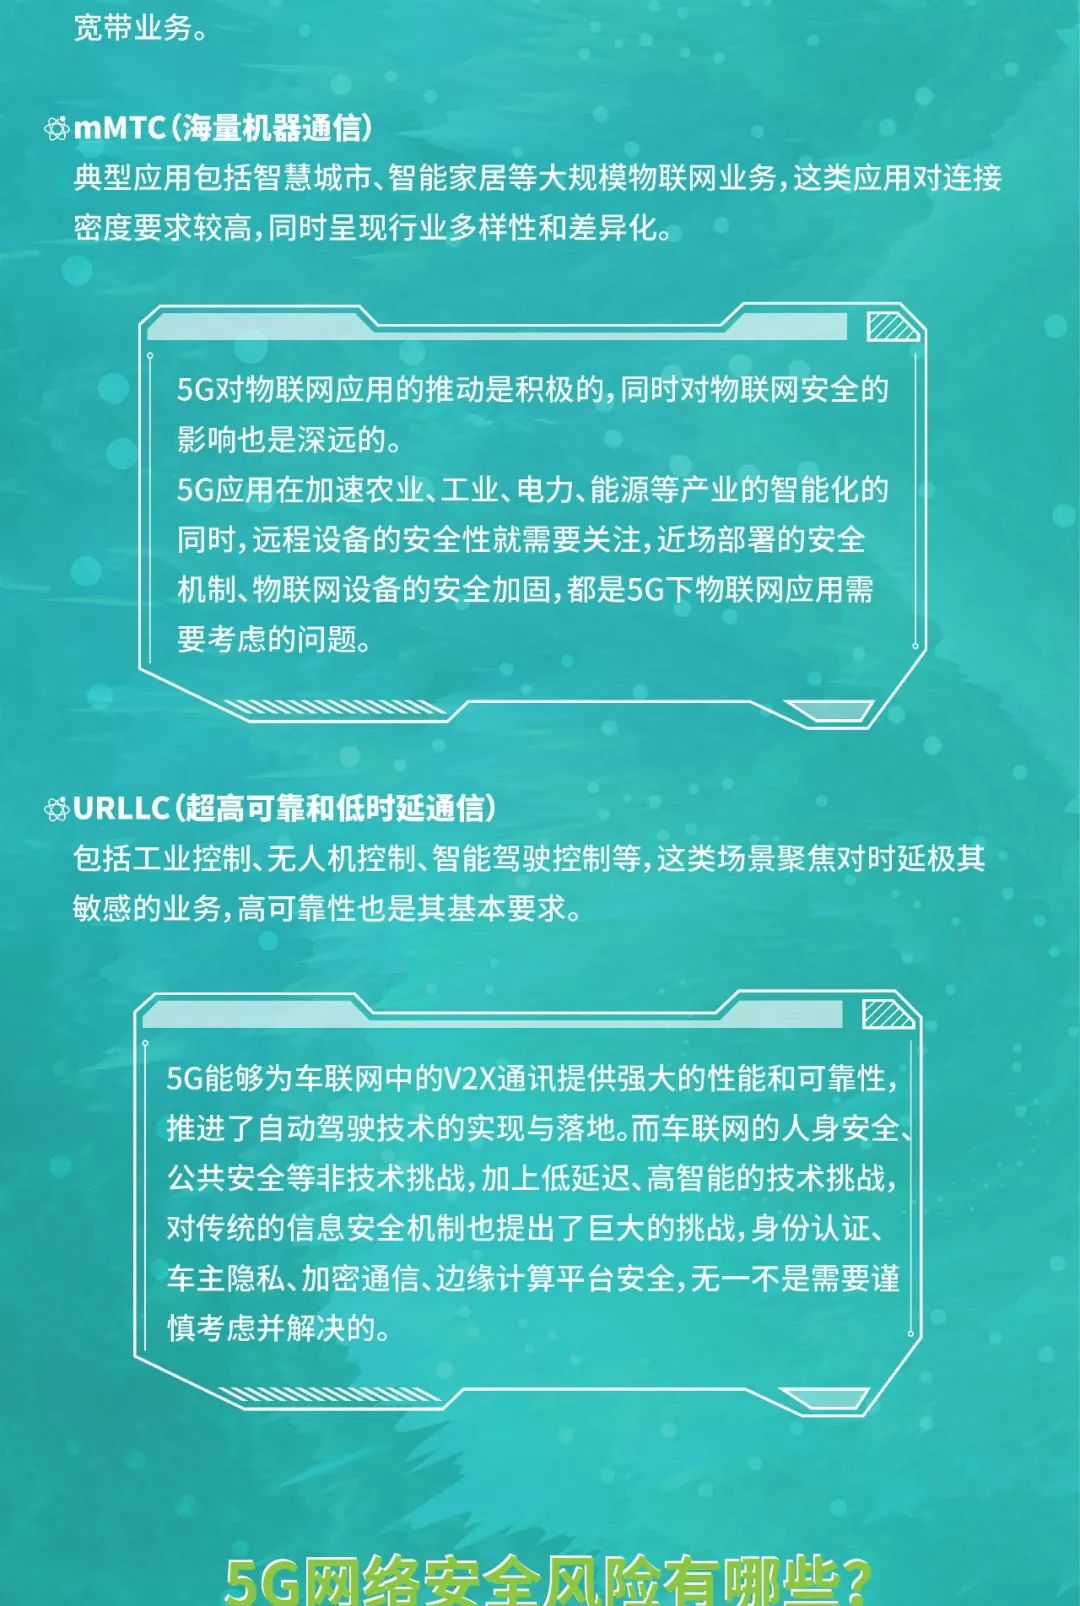 宽带业务。
mMTC（海量机器通信）
典型应用包括智慧城市、智能家居等大规模物联网业务，这类应用对连接
密度要求较高，同时呈现行业多样性和差异化。
5G对物联网应用的推动是积极的，同时对物联网安全的
影响也是深远的。
5G应用在加速农业、工业、电力、能源等产业的智能化的
同时，远程设备的安全性就需要关注，近场部署的安全
机制、物联网设备的安全加固，都是5G下物联网应用需
要考虑的问题。
URLLC（超高可靠和低时延通信）
包括工业控制、无人机控制、智能驾驶控制等，这类场景聚焦对时延极其
敏感的业务，高可靠性也是其基本要求。
5G能够为车联网中的V2X通讯提供强大的性能和可靠性，
推进了自动驾驶技术的实现与落地。而车联网的人身安全、
公共安全等非技术挑战，加上低延迟、高智能的技术挑战，
对传统的信息安全机制也提出了巨大的挑战，身份认证、
车主隐私、加密通信、边缘计算平台安全，无一不是需要谨
慎考虑并解决的。
5G网络安全风险有哪些？